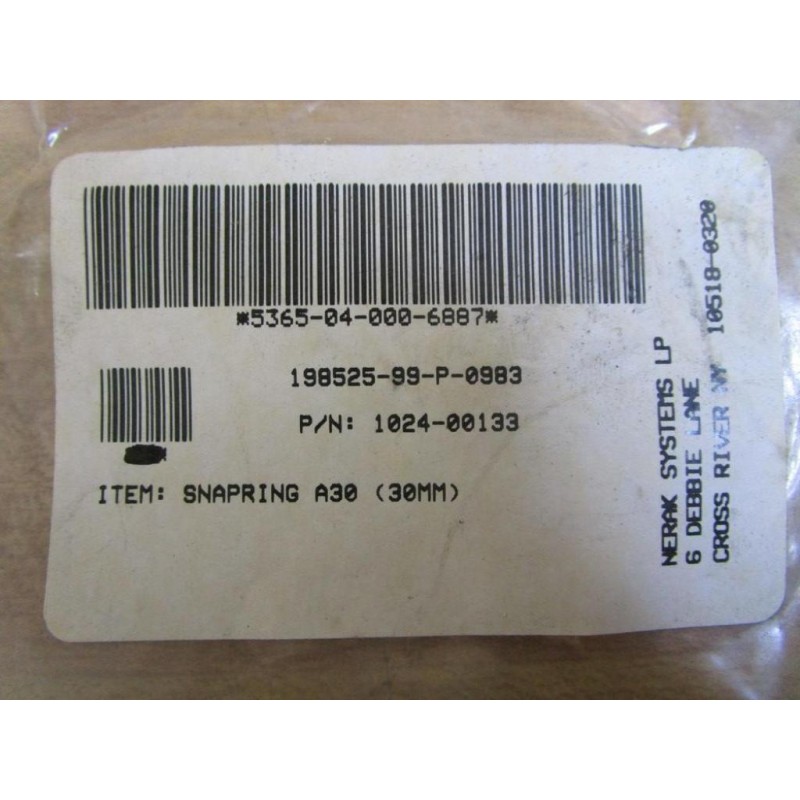 *5365-04-000-6887*
198525-99-P-0983
P/N: 1024-00133
ITEM: SNAPRING A30 (30MM)
NERAK SYSTEMS LP
6 DEBBIE LANE
CROSS RIVER NY 10518-0320